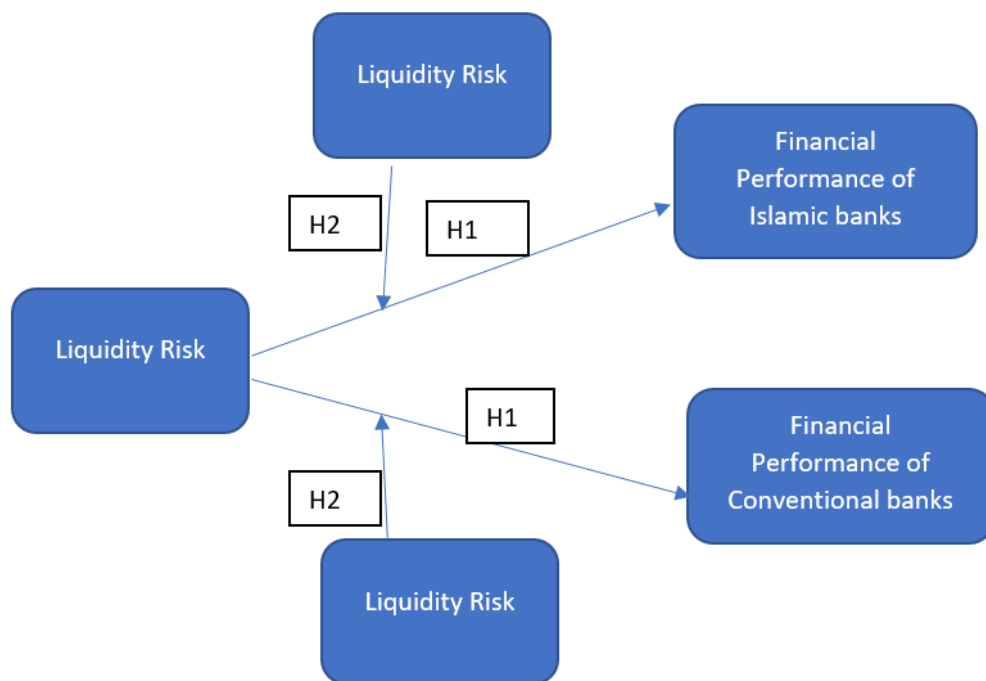 Liquidity Risk
Financial
Performance of
Islamic banks
H2
H1
Liquidity Risk
H1
Financial
Performance of
Conventional banks
H2
Liquidity Risk